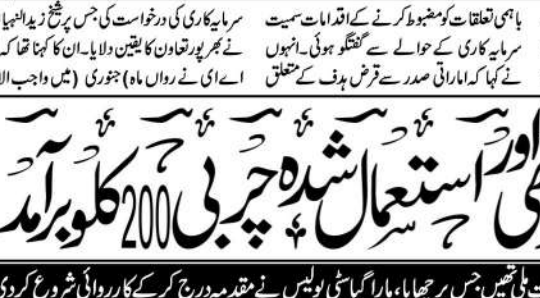 باہمی تعلقات کو مضبوط کرنے کے اقدامات سمیت
سرمایہ کاری کے حوالے سے گفتگو ہوئی۔ انہوں
نے کہا کہ اماراتی صدر سے قرض ہدف کے متعلق
سرمایہ کاری کی درخواست کی جس پر شیخ زید النہیا
نے بھرپور تعاون کا یقین دلایا۔ ان کا کہنا تھا کہ
اے ای نے رواں ماہ) جنوری (میں واجب الا
اور استعمال شدہ چربی 200 کلو برآمد
ملی تھیں جس پر چھاپا، مارا گیا سٹی پولیس نے مقدمہ درج کر کے کارروائی شروع کر دی